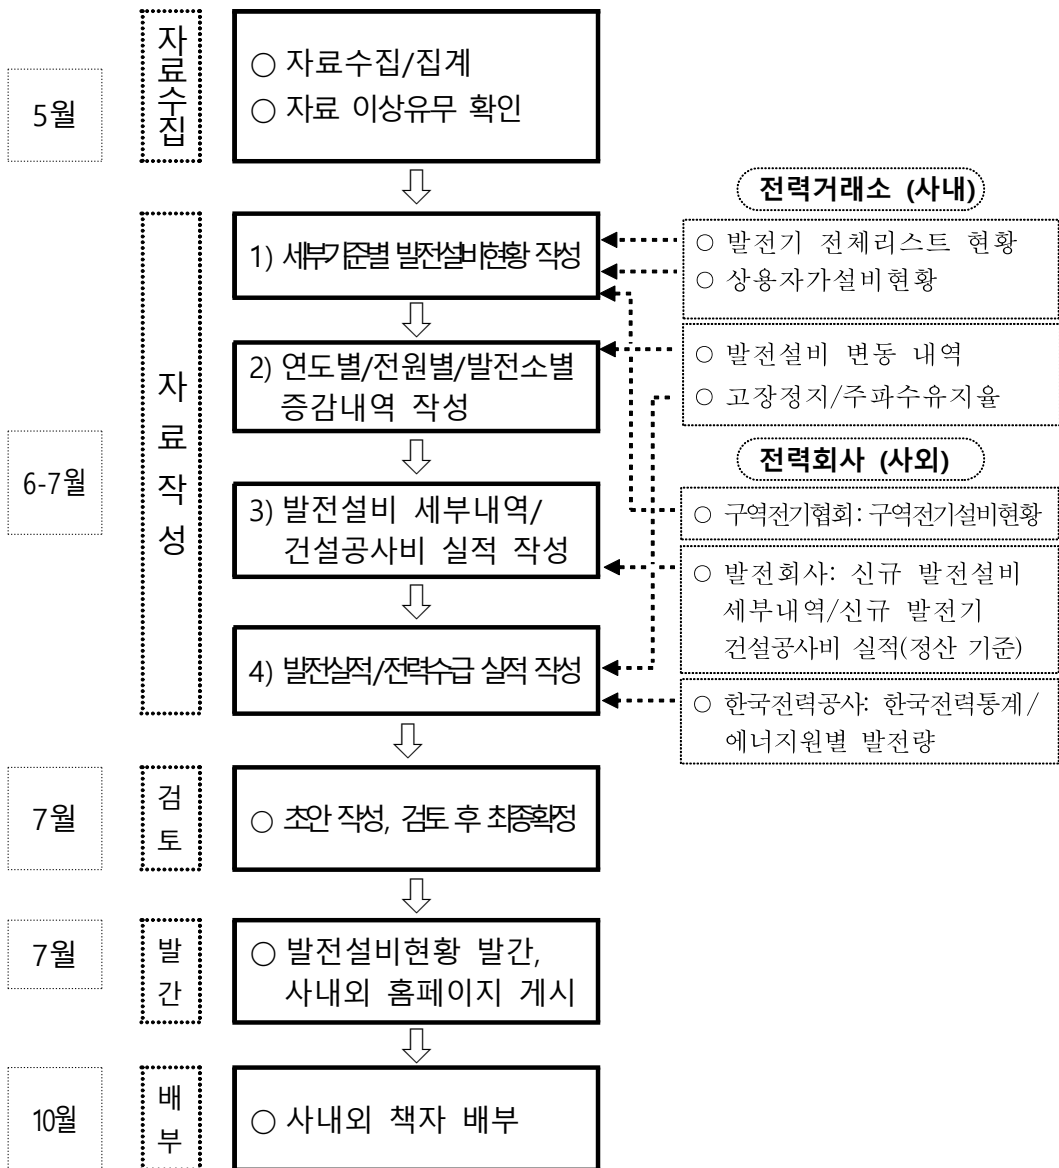 5월
자료수집
○ 자료수집/집계
○ 자료 이상유무 확인
6-7월
자료작성
1) 세부기준별 발전설비현황 작성
2) 연도별/전원별/발전소별
증감내역 작성
3) 발전설비 세부내역/
건설공사비 실적 작성
4) 발전실적/전력수급 실적 작성
전력거래소 (사내)
○ 발전기 전체리스트 현황
○ 상용자가설비현황
○ 발전설비 변동 내역
○ 고장정지/주파수유지율
전력회사 (사외)
○ 구역전기협회: 구역전기설비현황
○ 발전회사: 신규 발전설비
세부내역/신규 발전기
건설공사비 실적(정산 기준)
○ 한국전력공사: 한국전력통계/
에너지원별 발전량
7월
검토
○ 초안 작성, 검토 후 최종확정
7월
발간
○ 발전설비현황 발간,
사내외 홈페이지 게시
10월
배부
○ 사내외 책자 배부